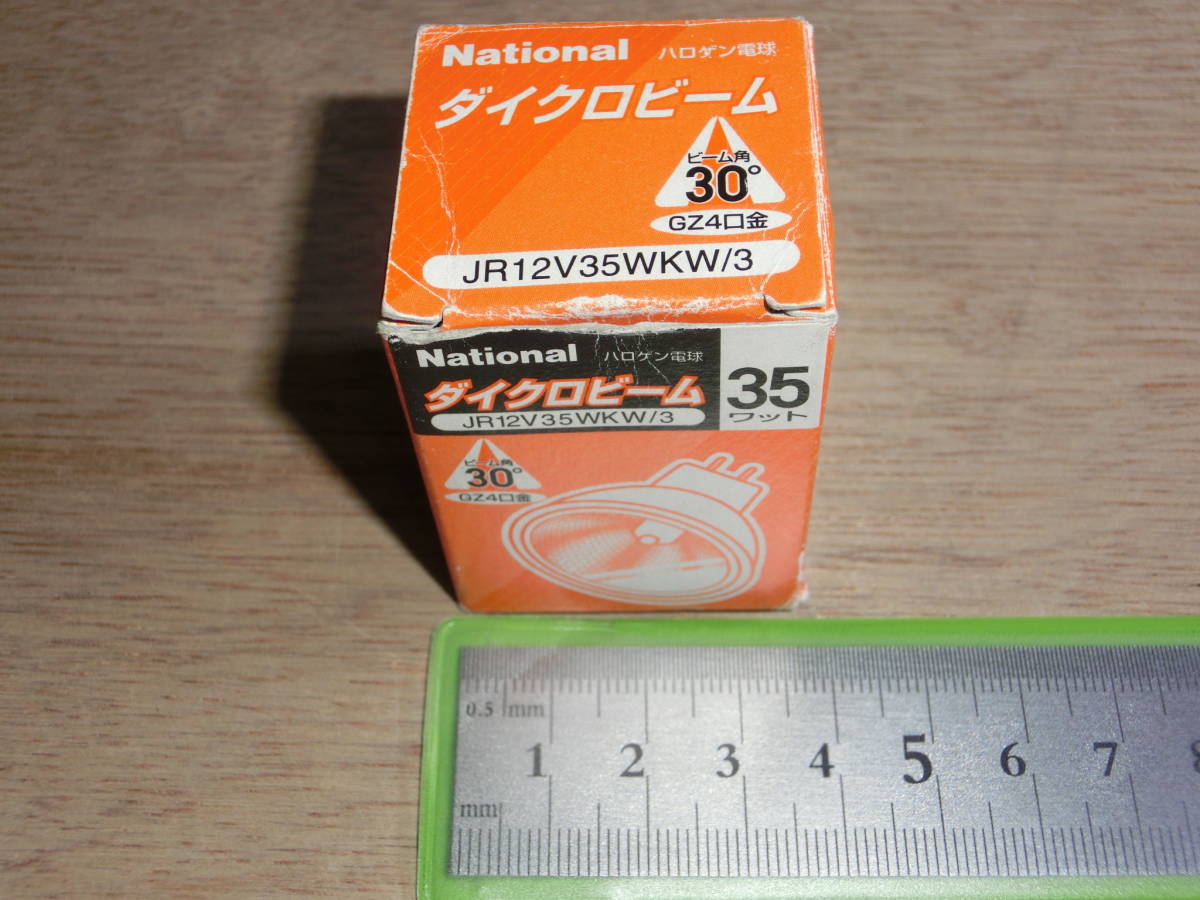 National ハロゲン電球
ダイクロビーム
ビーム角
30°
GZ4口金
JR12V35WKW/3
National ハロゲン電球
ダイクロビーム
JR12V35WKW/3
35
ワット
ビーム角
30°
GZ4口金
0.5 mm
1 2 3 4 5 6 7 8
mm